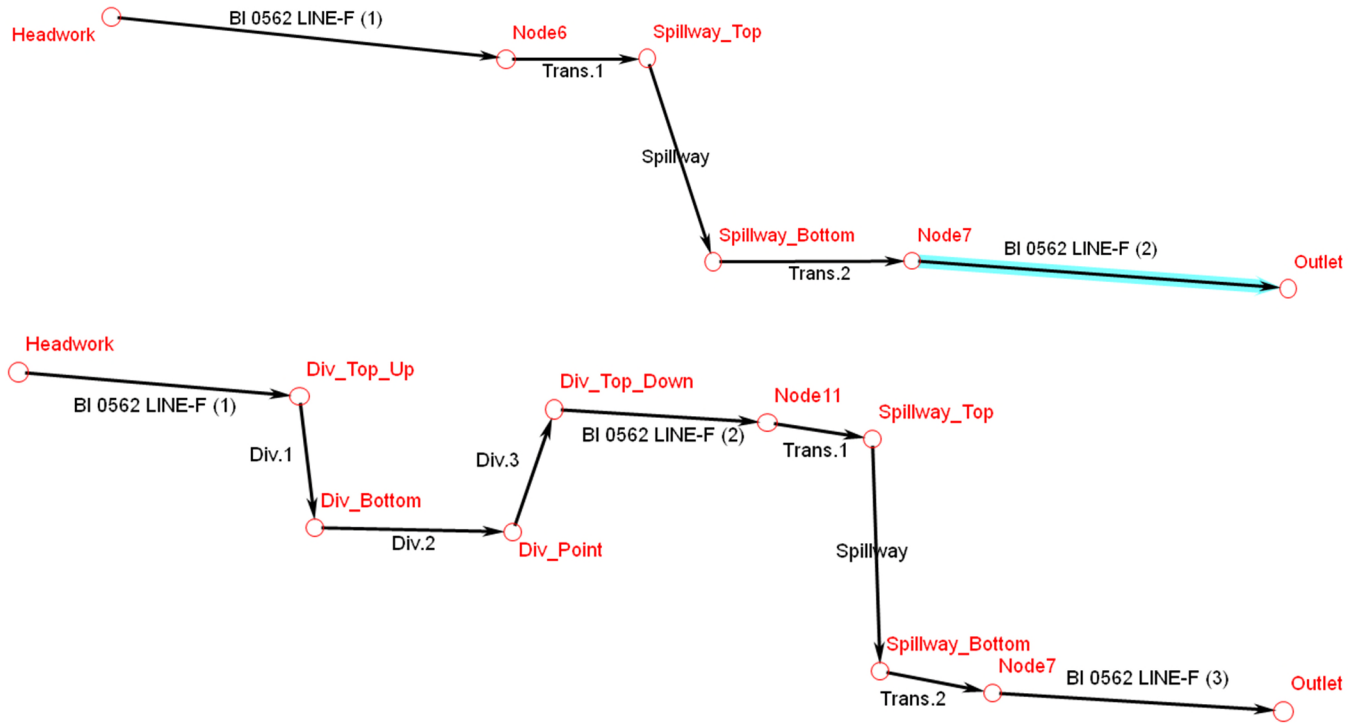 Headwork
BI 0562 LINE-F (1)
Node6
Trans.1
Spillway_Top
Spillway
Spillway_Bottom
Trans.2
Node7
BI 0562 LINE-F (2)
Outlet
Headwork
BI 0562 LINE-F (1)
Div_Top_Up
Div.1
Div_Bottom
Div.2
Div_Point
Div.3
Div_Top_Down
BI 0562 LINE-F (2)
Node11
Trans.1
Spillway_Top
Spillway
Spillway_Bottom
Trans.2
Node7
BI 0562 LINE-F (3)
Outlet